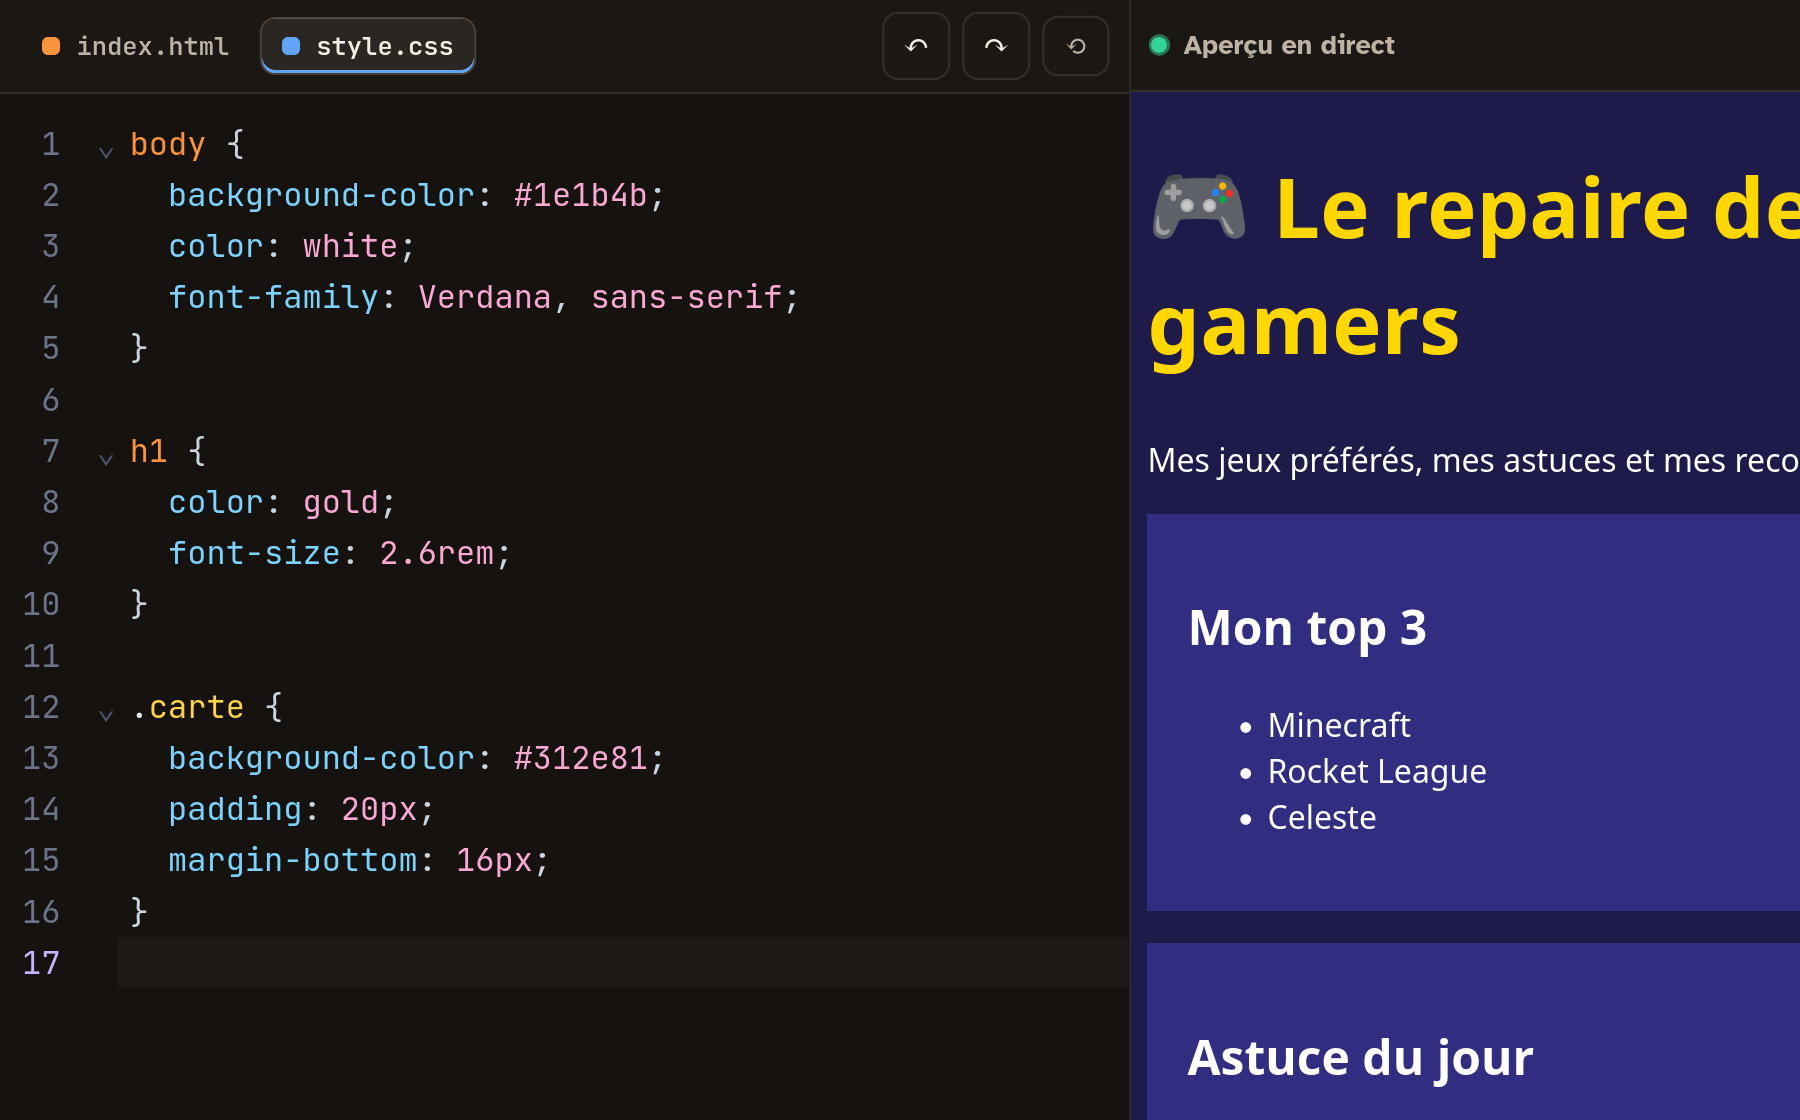 index.html
style.css
Aperçu en direct
1 body {
2 background-color: #1e1b4b;
3 color: white;
4 font-family: Verdana, sans-serif;
5 }
6
7 h1 {
8 color: gold;
9 font-size: 2.6rem;
10 }
11
12 .carte {
13 background-color: #312e81;
14 padding: 20px;
15 margin-bottom: 16px;
16 }
17
Le repaire de
gamers
Mes jeux préférés, mes astuces et mes reco
Mon top 3
• Minecraft
• Rocket League
• Celeste
Astuce du jour